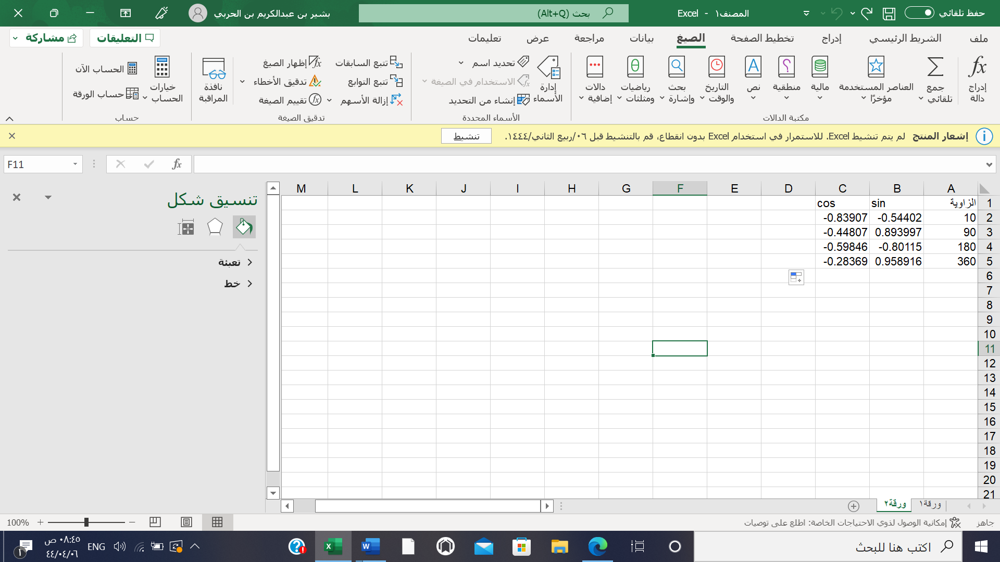 حفظ تلقائي
المصنف١ - Excel
بحث (Alt+Q)
بشير بن عبدالكريم بن الحربي
ملف
الشريط الرئيسي
إدراج
تخطيط الصفحة
الصيغ
بيانات
مراجعة
عرض
تعليمات
التعليقات
مشاركة
إدراج
دالة
جمع
تلقائي
العناصر المستخدمة
مؤخرًا
مالية
منطقية
نص
التاريخ
والوقت
بحث
وإشارة
رياضيات
ومثلثات
دالات
إضافية
مكتبة الدالات
إدارة
الأسماء
تحديد اسم
الاستخدام في الصيغة
إنشاء من التحديد
الأسماء المحددة
تتبع السابقات
تتبع التوابع
إزالة الأسهم
إظهار الصيغ
تدقيق الأخطاء
تقييم الصيغة
تدقيق الصيغة
نافذة
المراقبة
خيارات
الحساب
الحساب الآن
حساب الورقة
حساب
إشعار المنتج لم يتم تنشيط Excel. للاستمرار في استخدام Excel بدون انقطاع، قم بالتنشيط قبل ٠٦/ربيع الثاني/١٤٤٤.
تنشيط
F11
fx
تنسيق شكل
تعبئة
خط
A B C D E F G H I J K L M
1 الزاوية sin cos
2 10 -0.54402 -0.83907
3 90 0.893997 -0.44807
4 180 -0.80115 -0.59846
5 360 0.958916 -0.28369
6
7
8
9
10
11
12
13
14
15
16
17
18
19
20
21
ورقة١
ورقة٢
جاهز
إمكانية الوصول لذوي الاحتياجات الخاصة: اطلع على توصيات
100%
اكتب هنا للبحث
ENG
٠٨:٤٥ ص
٤٤/٠٤/٠٦
١